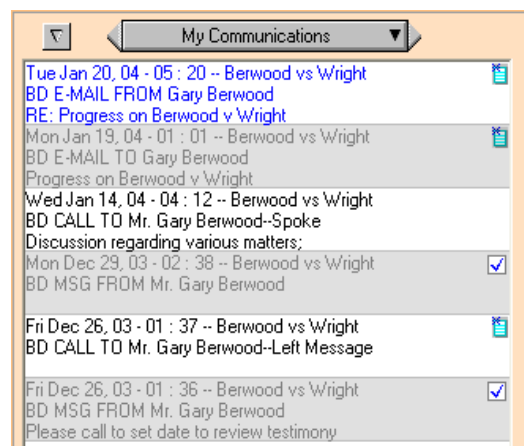 My Communications
Tue Jan 20, 04 - 05 : 20 -- Berwood vs Wright
BD E-MAIL FROM Gary Berwood
RE: Progress on Berwood v Wright
Mon Jan 19, 04 - 01 : 01 -- Berwood vs Wright
BD E-MAIL TO Gary Berwood
Progress on Berwood v Wright
Wed Jan 14, 04 - 04 : 12 -- Berwood vs Wright
BD CALL TO Mr. Gary Berwood--Spoke
Discussion regarding various matters;
Mon Dec 29, 03 - 02 : 38 -- Berwood vs Wright
BD MSG FROM Mr. Gary Berwood
Fri Dec 26, 03 - 01 : 37 -- Berwood vs Wright
BD CALL TO Mr. Gary Berwood--Left Message
Fri Dec 26, 03 - 01 : 36 -- Berwood vs Wright
BD MSG FROM Mr. Gary Berwood
Please call to set date to review testimony